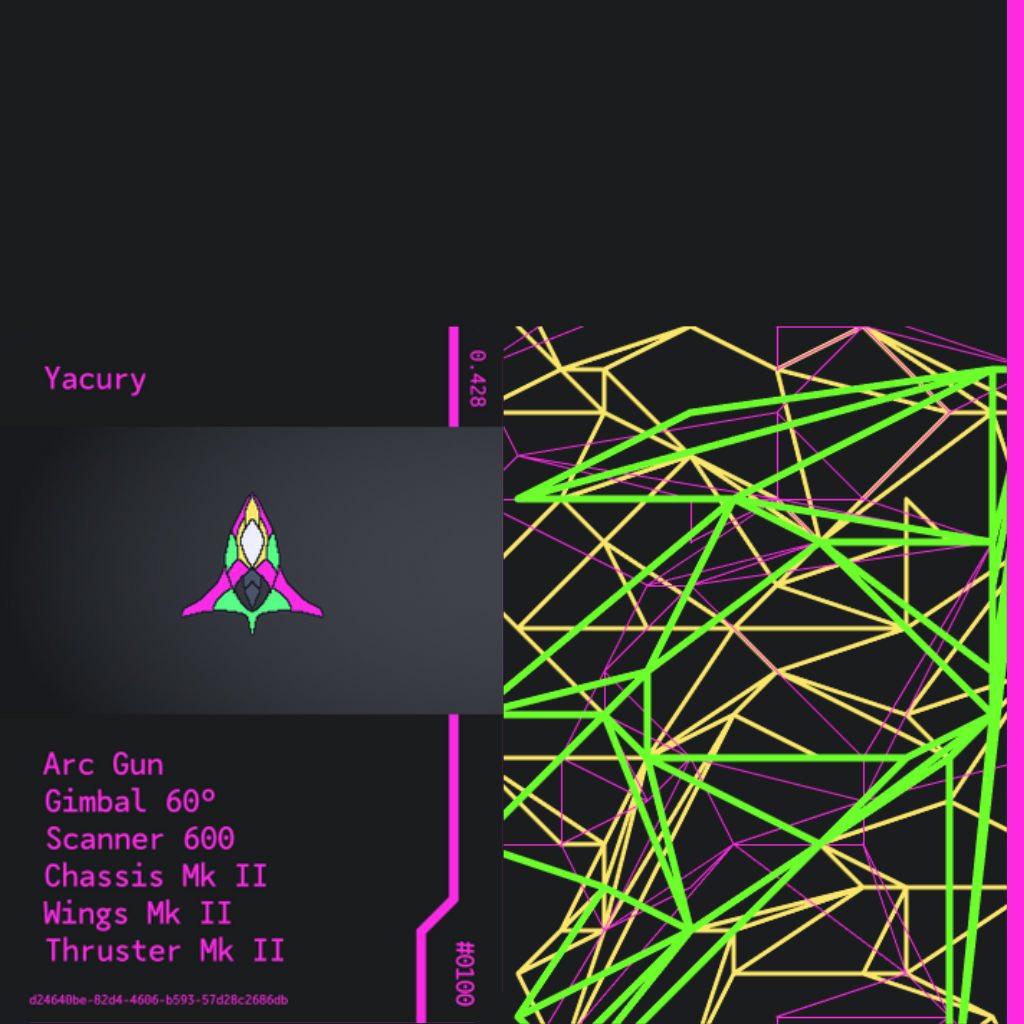 Yacury
0.428
Arc Gun
Gimbal 60°
Scanner 600
Chassis Mk II
Wings Mk II
Thruster Mk II
#0100
d24640be-82d4-4606-b593-57d28c2686db